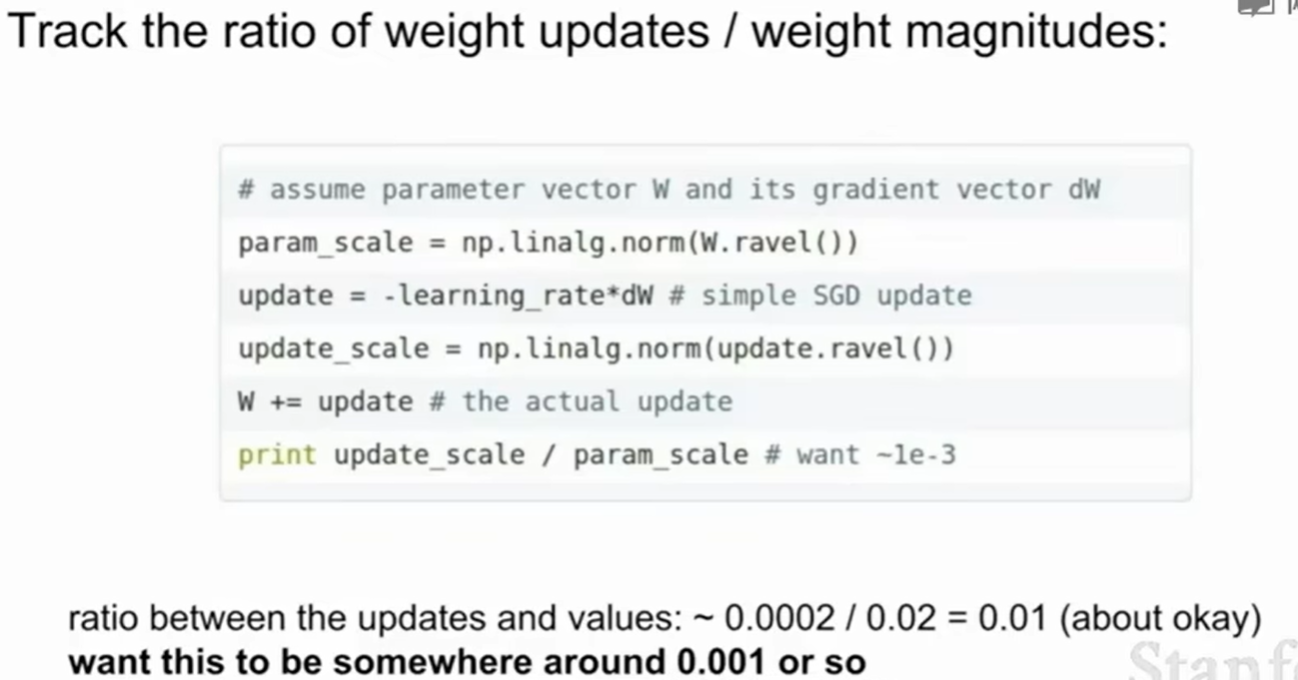 Track the ratio of weight updates / weight magnitudes:
# assume parameter vector W and its gradient vector dW
param_scale = np.linalg.norm(W.ravel())
update = -learning_rate*dW # simple SGD update
update_scale = np.linalg.norm(update.ravel())
W += update # the actual update
print update_scale / param_scale # want ~1e-3
ratio between the updates and values: ~ 0.0002 / 0.02 = 0.01 (about okay)
want this to be somewhere around 0.001 or so